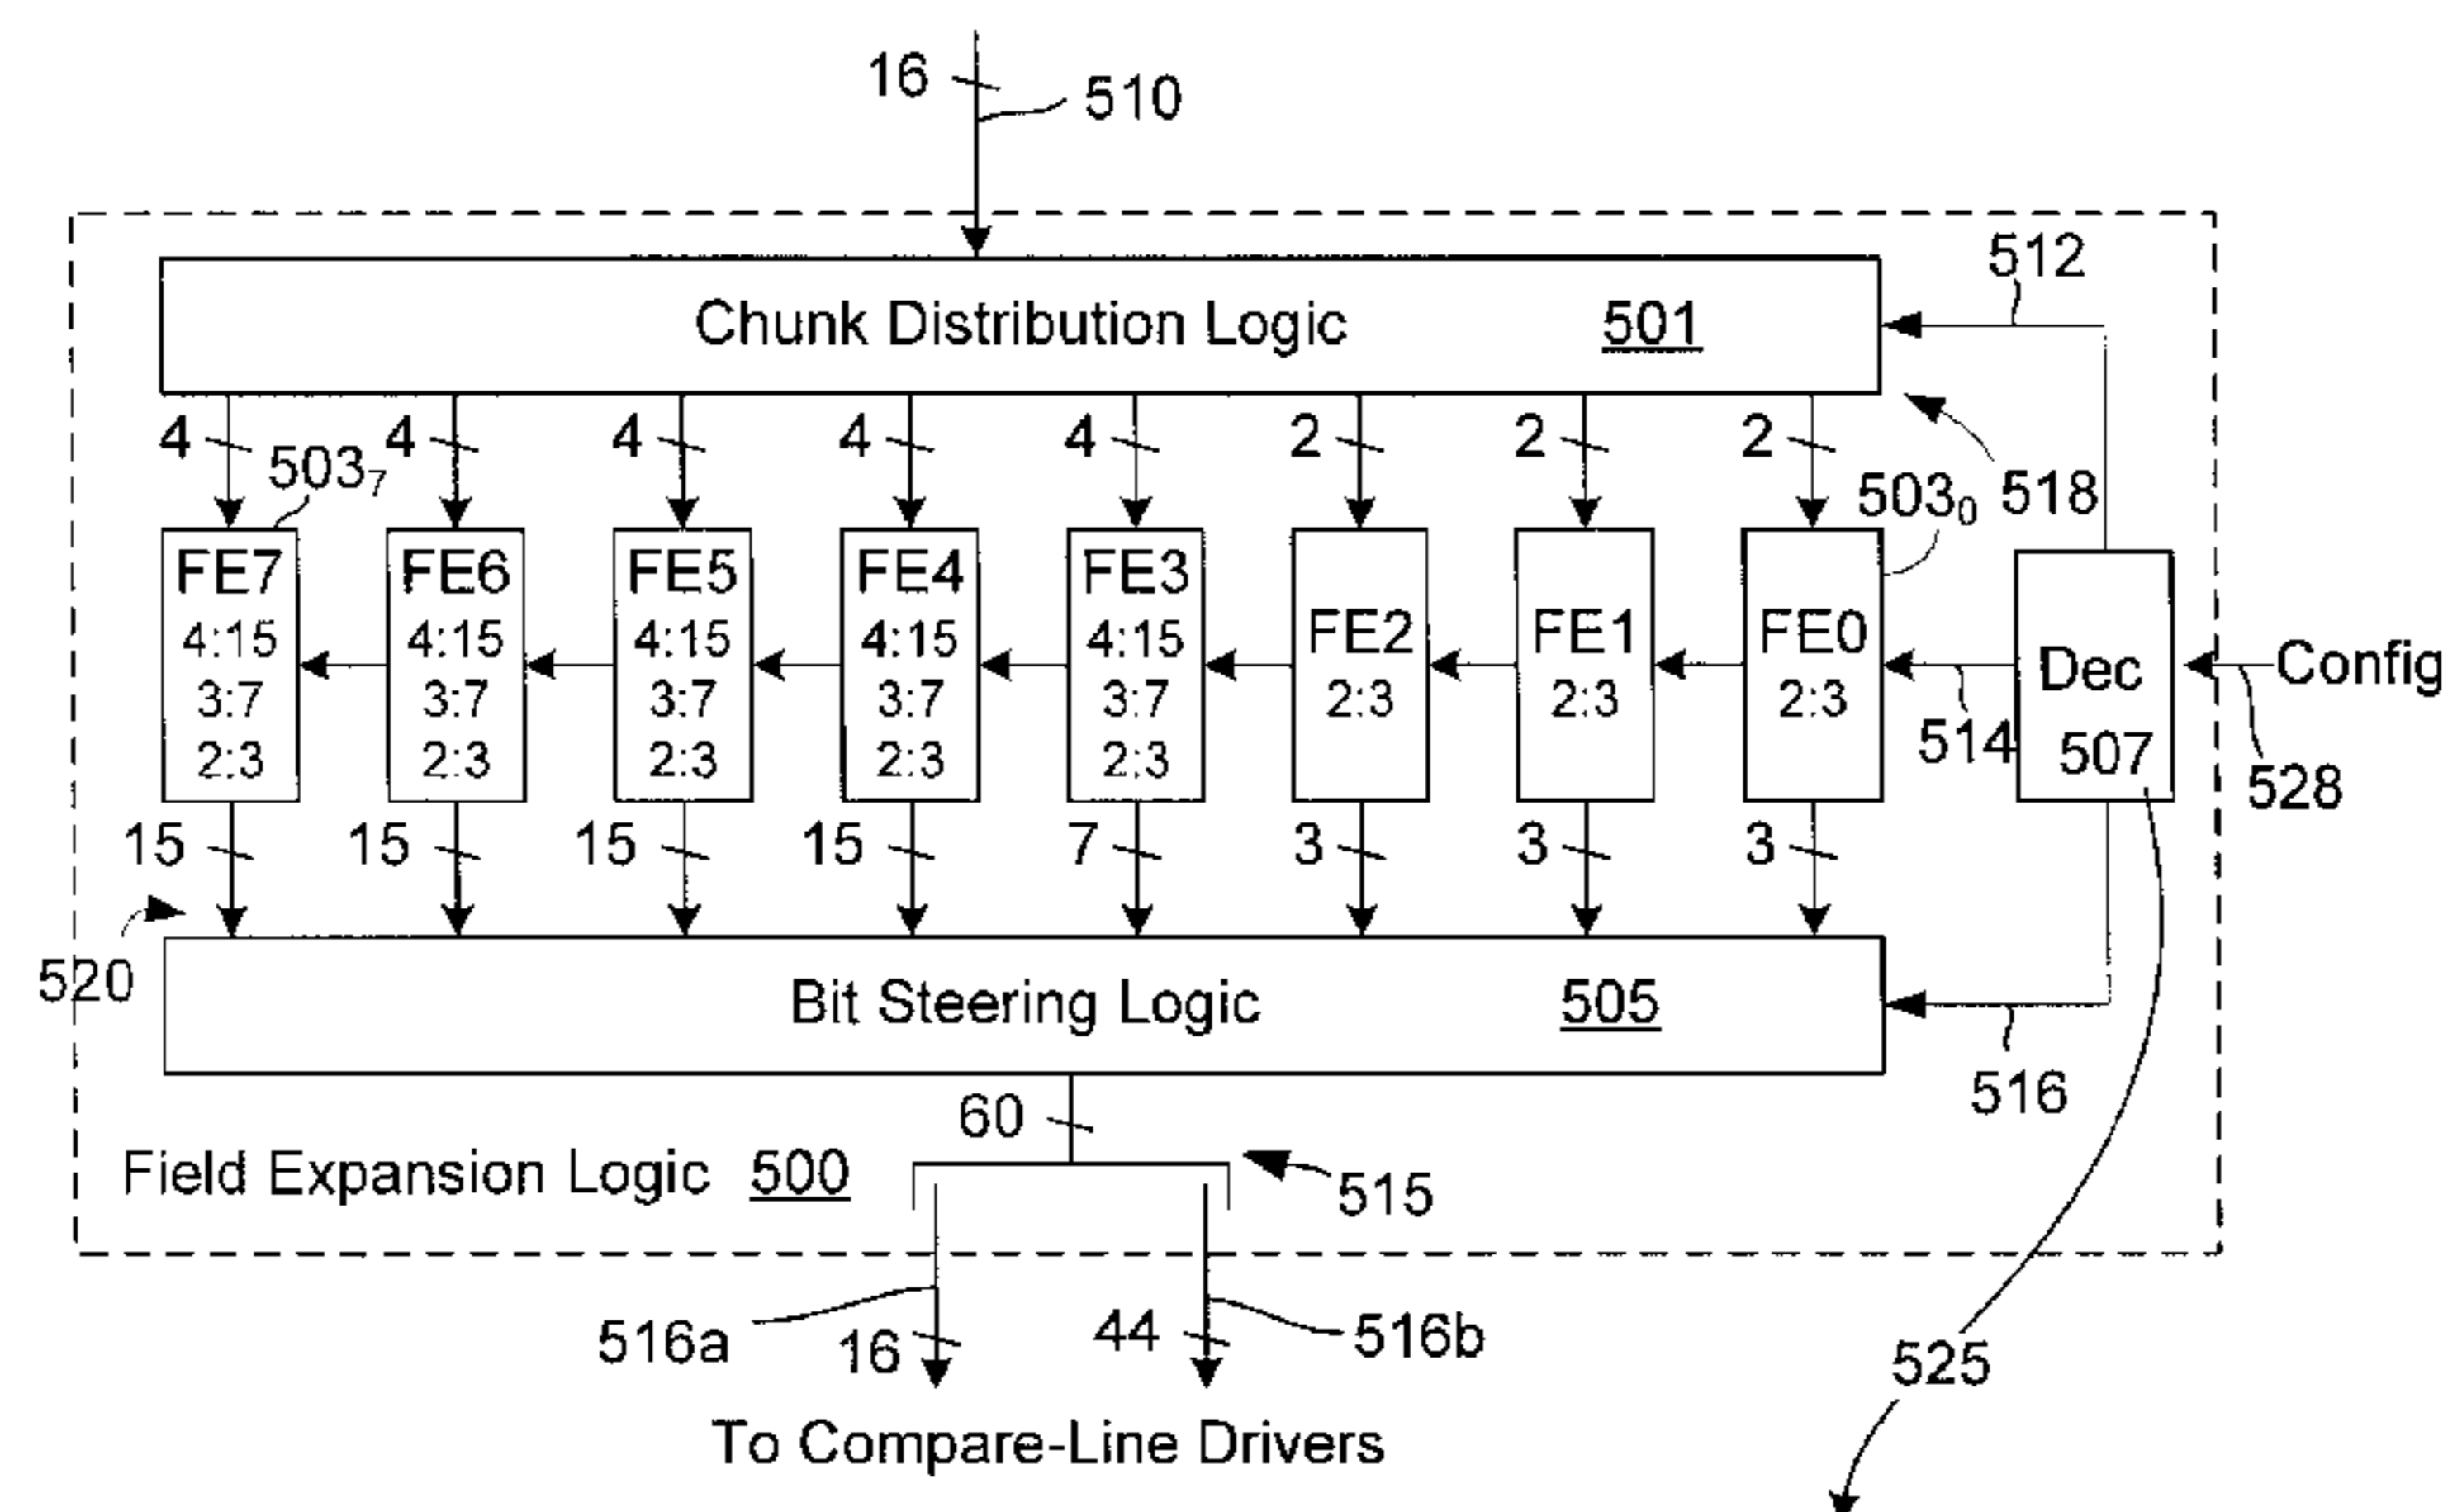 16
510
512
Chunk Distribution Logic 501
4 4 4 4 4 2 2 2
503₇ 503₀ 518
FE7 FE6 FE5 FE4 FE3 FE2 FE1 FE0
4:15 4:15 4:15 4:15 4:15
3:7 3:7 3:7 3:7 3:7 2:3 2:3 2:3
2:3 2:3 2:3 2:3 2:3
Dec
507
Config
514
528
15 15 15 15 7 3 3 3
520
Bit Steering Logic 505
516
60
Field Expansion Logic 500
515
516a 16 44 516b
525
To Compare-Line Drivers